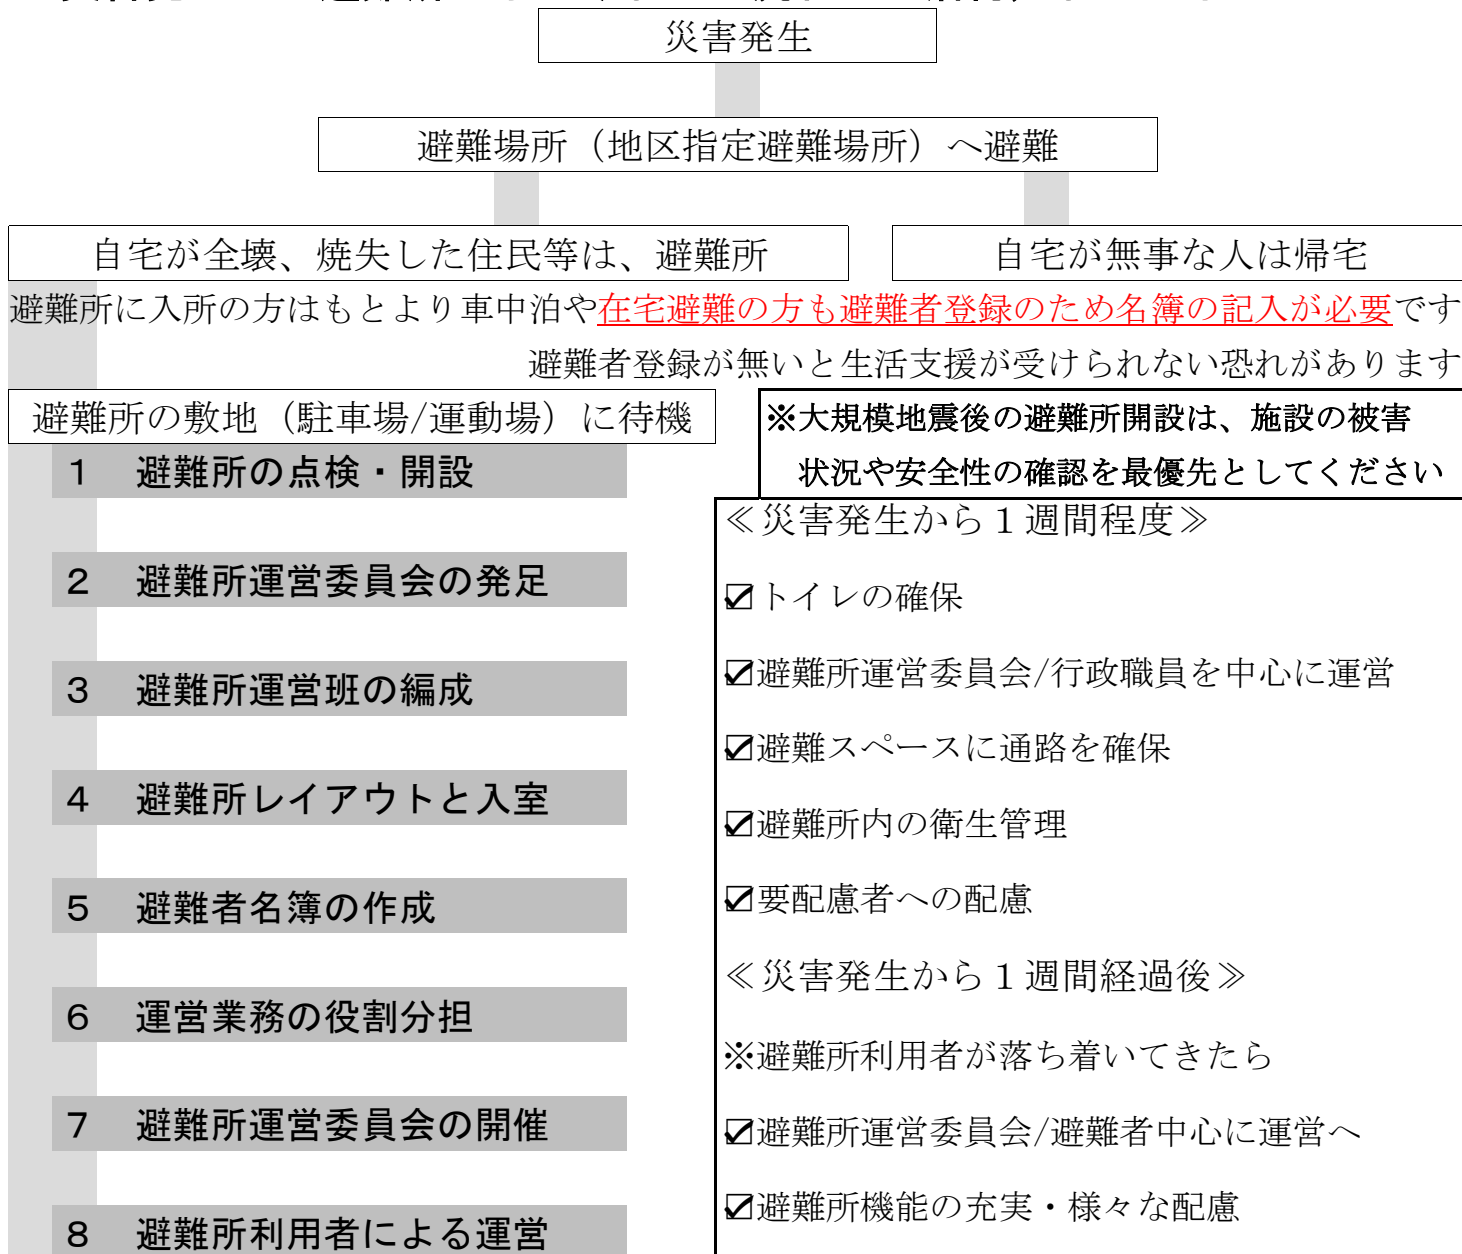 災害発生
避難場所（地区指定避難場所）へ避難
自宅が全壊、焼失した住民等は、避難所
自宅が無事な人は帰宅
避難所に入所の方はもとより車中泊や在宅避難の方も避難者登録のため名簿の記入が必要です
避難者登録が無いと生活支援が受けられない恐れがあります
避難所の敷地（駐車場/運動場）に待機
※大規模地震後の避難所開設は、施設の被害
状況や安全性の確認を最優先としてください
1 避難所の点検・開設
2 避難所運営委員会の発足
3 避難所運営班の編成
4 避難所レイアウトと入室
5 避難者名簿の作成
6 運営業務の役割分担
7 避難所運営委員会の開催
8 避難所利用者による運営
≪災害発生から１週間程度≫
☑トイレの確保
☑避難所運営委員会/行政職員を中心に運営
☑避難スペースに通路を確保
☑避難所内の衛生管理
☑要配慮者への配慮
≪災害発生から１週間経過後≫
※避難所利用者が落ち着いてきたら
☑避難所運営委員会/避難者中心に運営へ
☑避難所機能の充実・様々な配慮